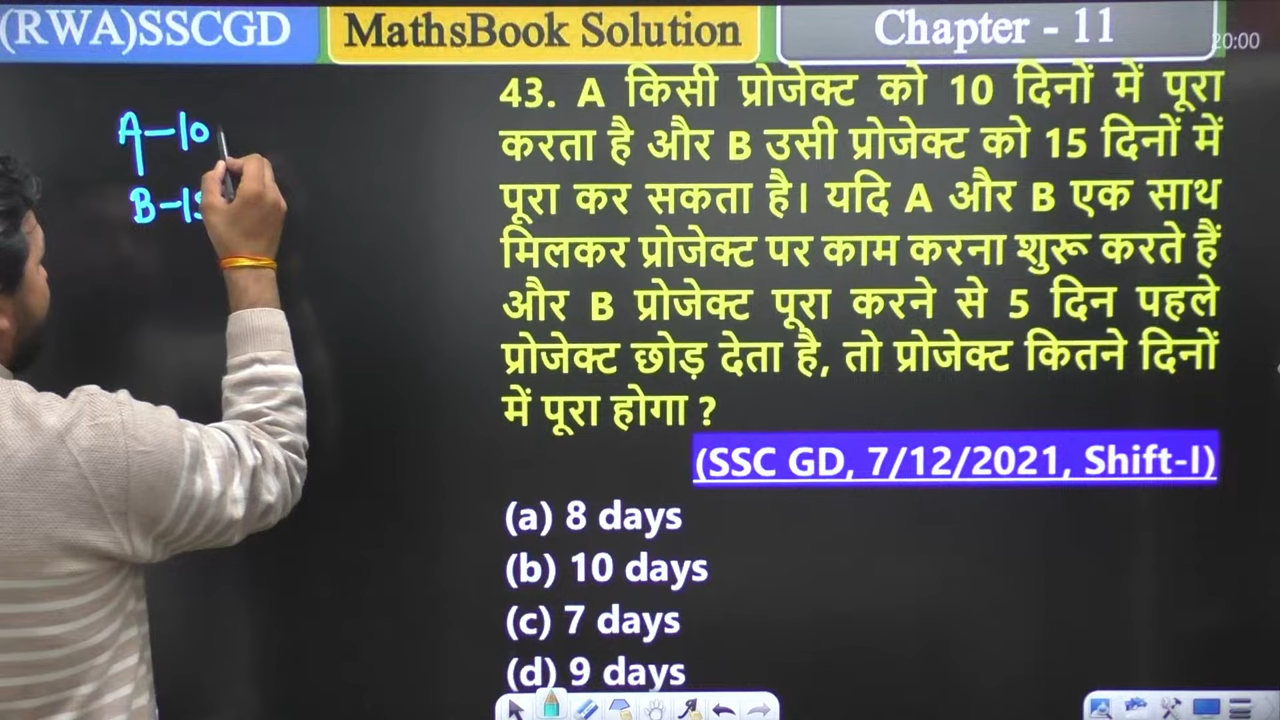 (RWA)SSCGD
MathsBook Solution
Chapter - 11
20:00
A-10
B-15
43. A किसी प्रोजेक्ट को 10 दिनों में पूरा
करता है और B उसी प्रोजेक्ट को 15 दिनों में
पूरा कर सकता है। यदि A और B एक साथ
मिलकर प्रोजेक्ट पर काम करना शुरू करते हैं
और B प्रोजेक्ट पूरा करने से 5 दिन पहले
प्रोजेक्ट छोड़ देता है, तो प्रोजेक्ट कितने दिनों
में पूरा होगा ?
(SSC GD, 7/12/2021, Shift-I)
(a) 8 days
(b) 10 days
(c) 7 days
(d) 9 days